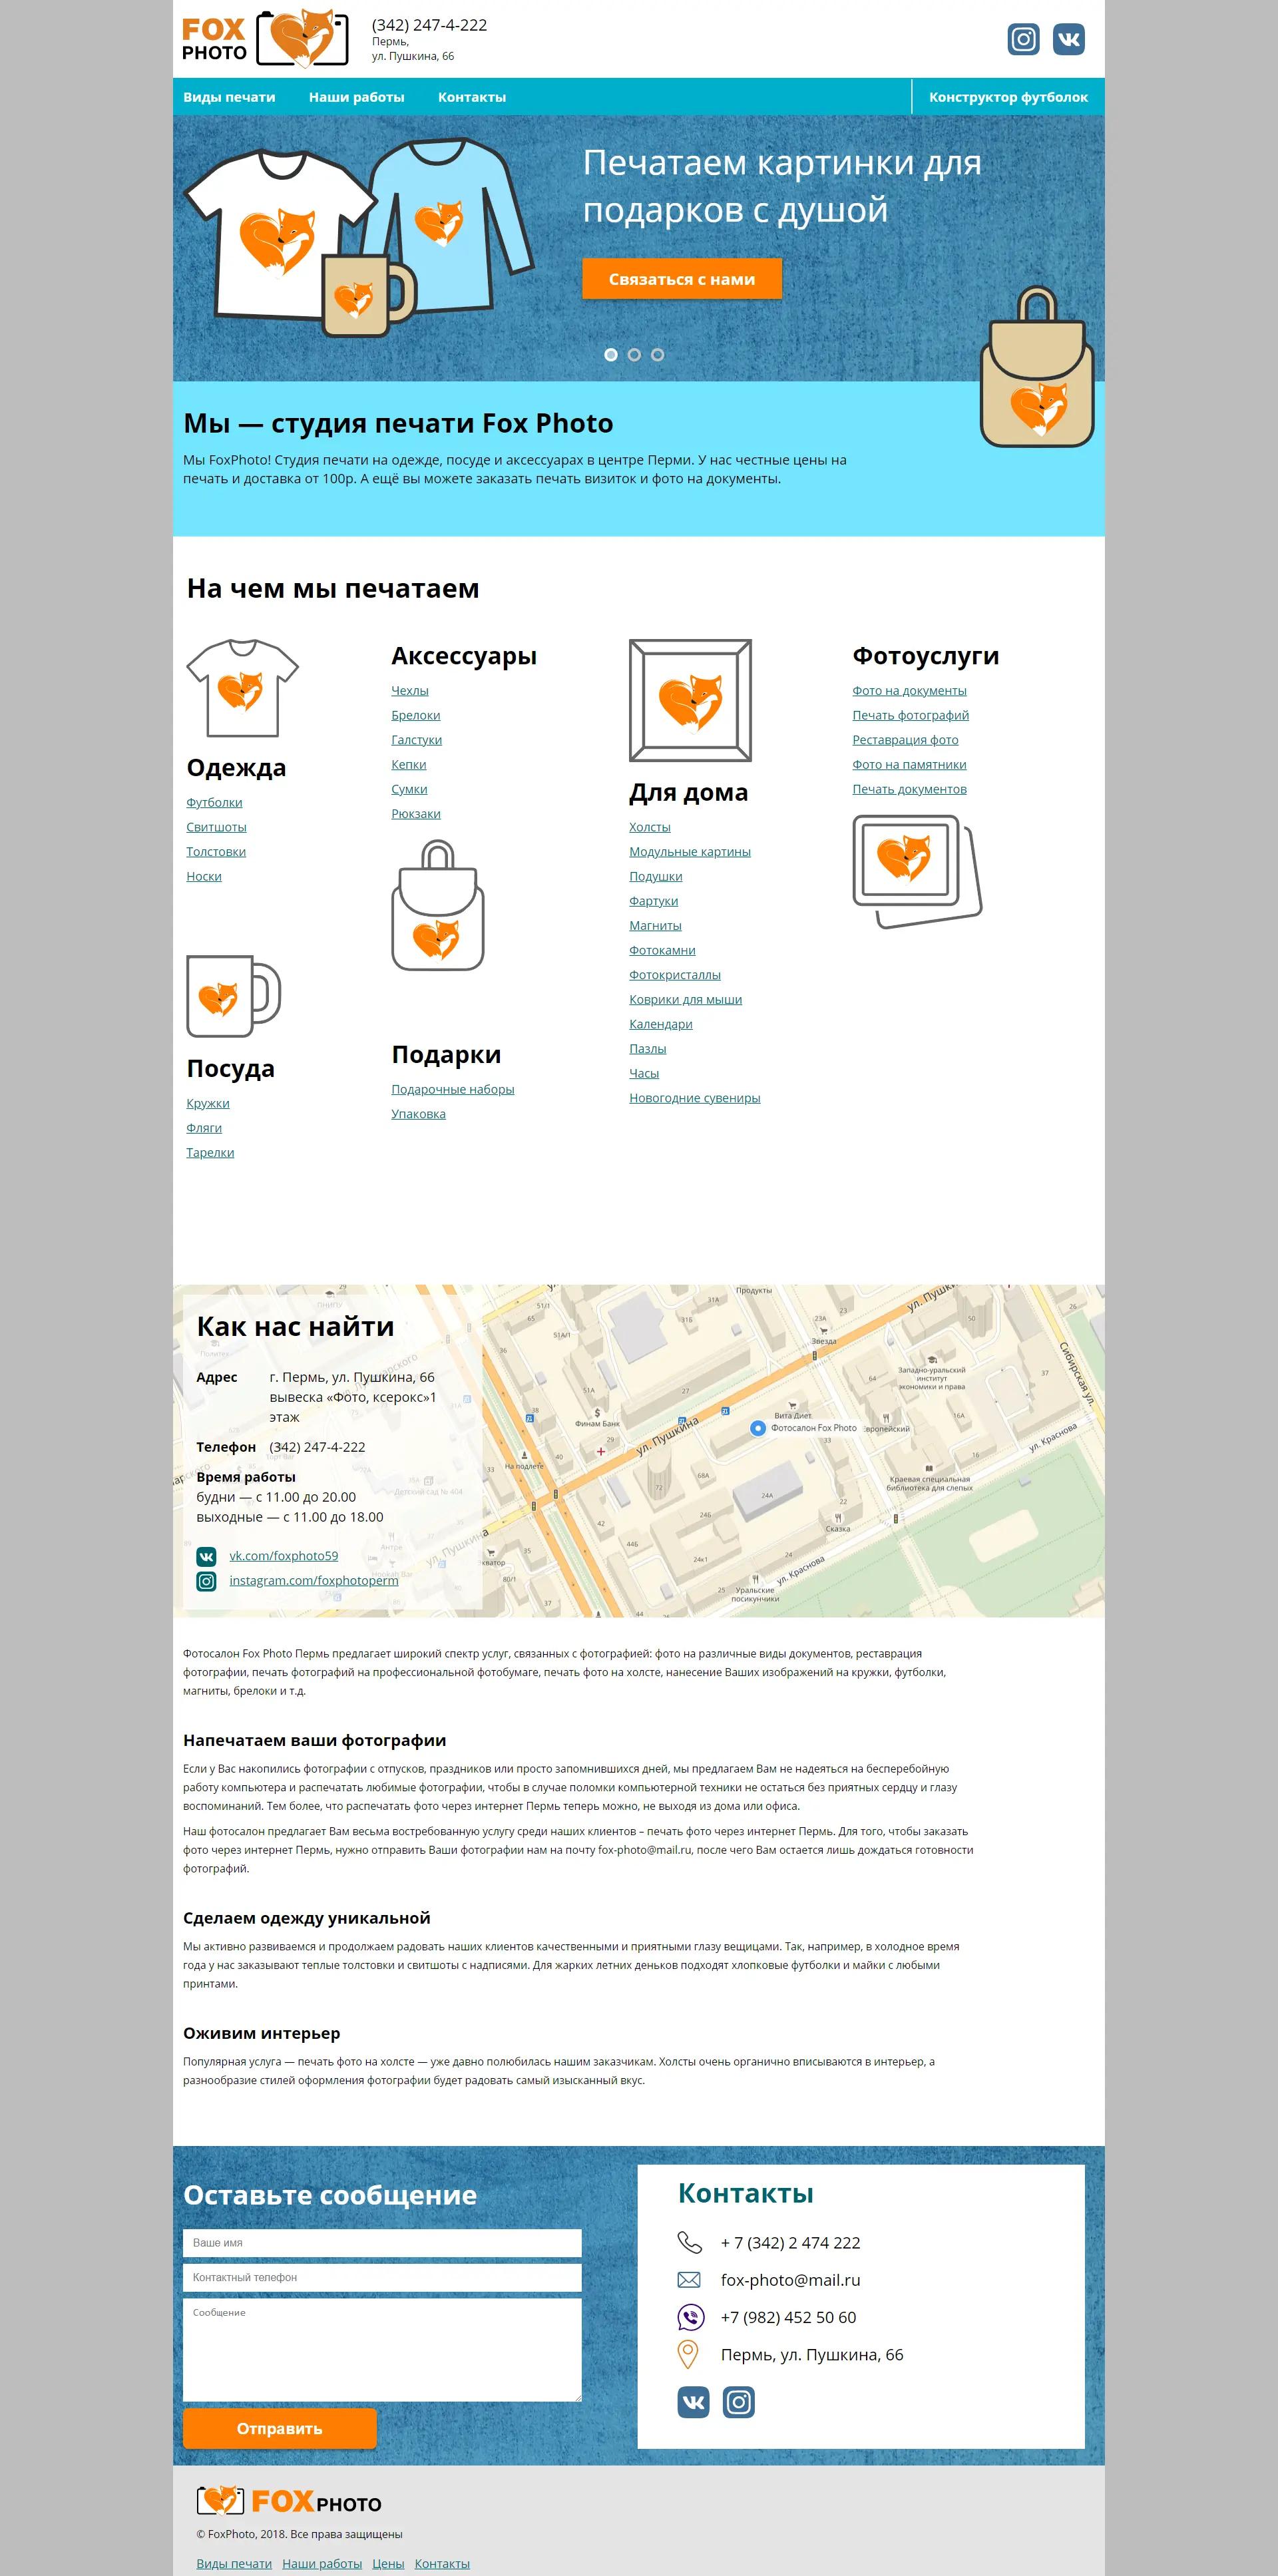 FOX
PHOTO
(342) 247-4-222
Пермь,
ул. Пушкина, 66
Виды печати
Наши работы
Контакты
Конструктор футболок
Печатаем картинки для
подарков с душой
Связаться с нами
Мы — студия печати Fox Photo
Мы FoxPhoto! Студия печати на одежде, посуде и аксессуарах в центре Перми. У нас честные цены на
печать и доставка от 100р. А ещё вы можете заказать печать визиток и фото на документы.
На чем мы печатаем
Одежда
Футболки
Свитшоты
Толстовки
Носки
Посуда
Кружки
Фляги
Тарелки
Аксессуары
Чехлы
Брелоки
Галстуки
Кепки
Сумки
Рюкзаки
Подарки
Подарочные наборы
Упаковка
Для дома
Холсты
Модульные картины
Подушки
Фартуки
Магниты
Фотокамни
Фотокристаллы
Коврики для мыши
Календари
Пазлы
Часы
Новогодние сувениры
Фотоуслуги
Фото на документы
Печать фотографий
Реставрация фото
Фото на памятники
Печать документов
Как нас найти
Адрес
г. Пермь, ул. Пушкина, 66
вывеска «Фото, ксерокс»1
этаж
Телефон
(342) 247-4-222
Время работы
будни — с 11.00 до 20.00
выходные — с 11.00 до 18.00
vk.com/foxphoto59
instagram.com/foxphotoperm
Продукты
ул. Пушкина
Звезда
Западно-уральский
институт
экономики и права
Сибирская ул.
Финам Банк
Вита Диет
Фотосалон Fox Photo
ул. Пушкина
На подлёте
Краевая специальная
библиотека для слепых
ул. Краснова
Сказка
ул. Краснова
Уральские
посикунчики
Фотосалон Fox Photo Пермь предлагает широкий спектр услуг, связанных с фотографией: фото на различные виды документов, реставрация
фотографии, печать фотографий на профессиональной фотобумаге, печать фото на холсте, нанесение Ваших изображений на кружки, футболки,
магниты, брелоки и т.д.
Напечатаем ваши фотографии
Если у Вас накопились фотографии с отпусков, праздников или просто запомнившихся дней, мы предлагаем Вам не надеяться на бесперебойную
работу компьютера и распечатать любимые фотографии, чтобы в случае поломки компьютерной техники не остаться без приятных сердцу и глазу
воспоминаний. Тем более, что распечатать фото через интернет Пермь теперь можно, не выходя из дома или офиса.
Наш фотосалон предлагает Вам весьма востребованную услугу среди наших клиентов – печать фото через интернет Пермь. Для того, чтобы заказать
фото через интернет Пермь, нужно отправить Ваши фотографии нам на почту fox-photo@mail.ru, после чего Вам остается лишь дождаться готовности
фотографий.
Сделаем одежду уникальной
Мы активно развиваемся и продолжаем радовать наших клиентов качественными и приятными глазу вещицами. Так, например, в холодное время
года у нас заказывают теплые толстовки и свитшоты с надписями. Для жарких летних деньков подходят хлопковые футболки и майки с любыми
принтами.
Оживим интерьер
Популярная услуга — печать фото на холсте — уже давно полюбилась нашим заказчикам. Холсты очень органично вписываются в интерьер, а
разнообразие стилей оформления фотографии будет радовать самый изысканный вкус.
Оставьте сообщение
Ваше имя
Контактный телефон
Сообщение
Отправить
Контакты
+ 7 (342) 2 474 222
fox-photo@mail.ru
+7 (982) 452 50 60
Пермь, ул. Пушкина, 66
FOX PHOTO
© FoxPhoto, 2018. Все права защищены
Виды печати Наши работы Цены Контакты